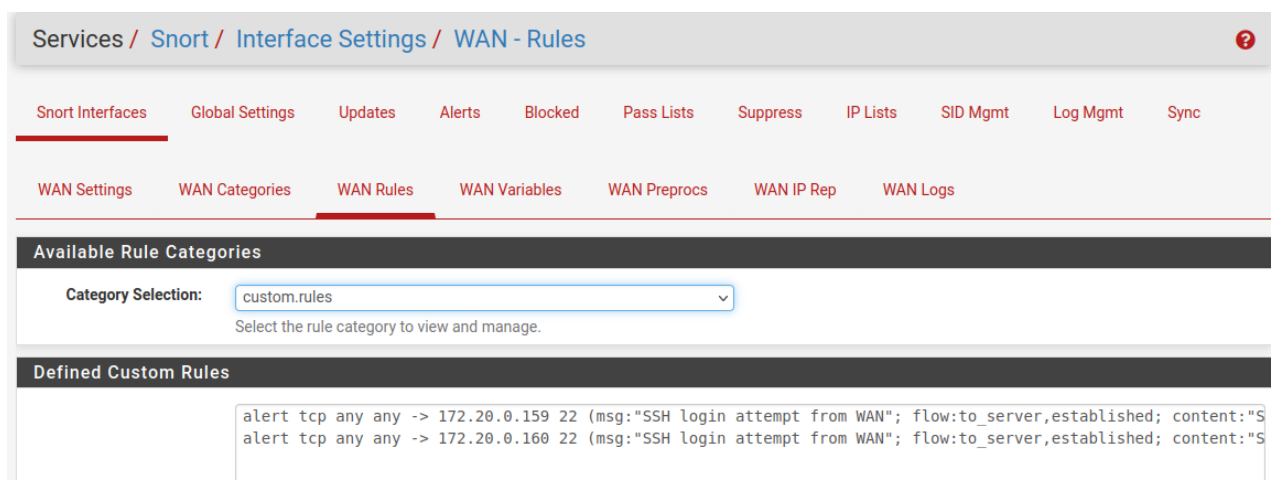 Services / Snort / Interface Settings / WAN - Rules
Snort Interfaces Global Settings Updates Alerts Blocked Pass Lists Suppress IP Lists SID Mgmt Log Mgmt Sync
WAN Settings WAN Categories WAN Rules WAN Variables WAN Preprocs WAN IP Rep WAN Logs
Available Rule Categories
Category Selection: custom.rules
Select the rule category to view and manage.
Defined Custom Rules
alert tcp any any -> 172.20.0.159 22 (msg:"SSH login attempt from WAN"; flow:to_server,established; content:"S
alert tcp any any -> 172.20.0.160 22 (msg:"SSH login attempt from WAN"; flow:to_server,established; content:"S